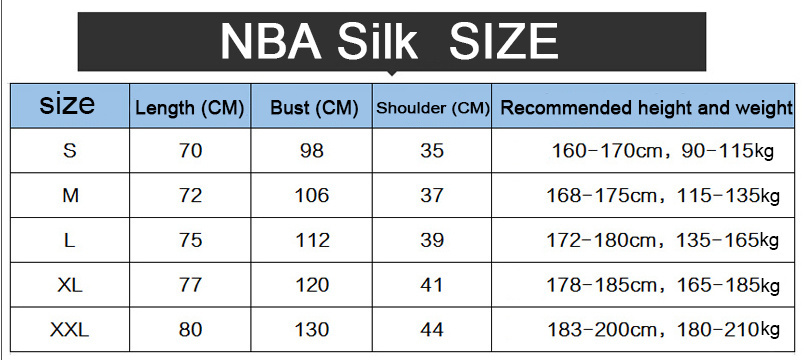 NBA Silk SIZE
size Length (CM) Bust (CM) Shoulder (CM) Recommended height and weight
S 70 98 35 160-170cm, 90-115kg
M 72 106 37 168-175cm, 115-135kg
L 75 112 39 172-180cm, 135-165kg
XL 77 120 41 178-185cm, 165-185kg
XXL 80 130 44 183-200cm, 180-210kg